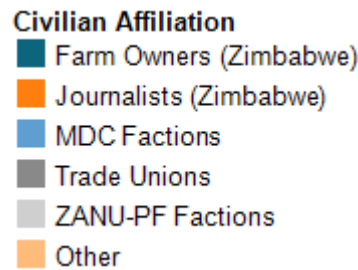 Civilian Affiliation
Farm Owners (Zimbabwe)
Journalists (Zimbabwe)
MDC Factions
Trade Unions
ZANU-PF Factions
Other